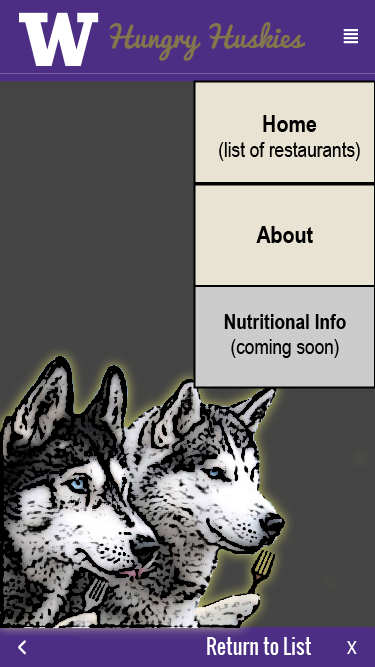 W Hungry Huskies
Home
(list of restaurants)
About
Nutritional Info
(coming soon)
Return to List X